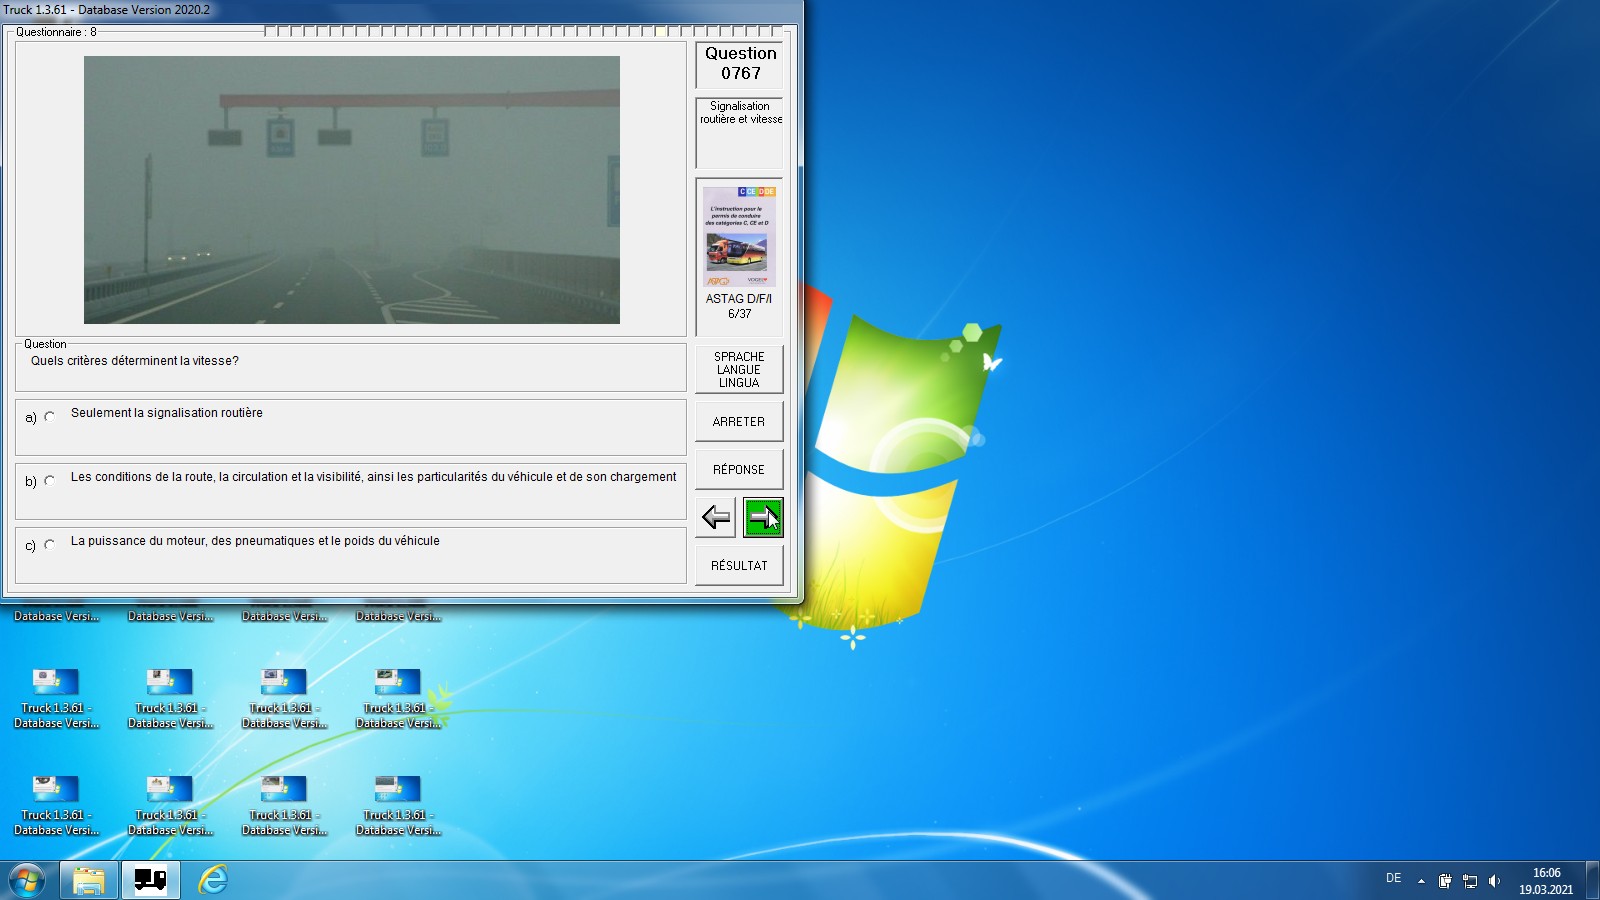 Truck 1.3.61 - Database Version 2020.2
Questionnaire : 8
Question
0767
Signalisation
routière et vitesse
C CE D DE
L'instruction pour le
permis de conduire
des catégories C, CE et D
ASTAG D/F/I
6/37
Question
Quels critères déterminent la vitesse?
SPRACHE
LANGUE
LINGUA
a) Seulement la signalisation routière
ARRETER
b) Les conditions de la route, la circulation et la visibilité, ainsi les particularités du véhicule et de son chargement
RÉPONSE
c) La puissance du moteur, des pneumatiques et le poids du véhicule
RÉSULTAT
Database Versi... Database Versi... Database Versi... Database Versi...
Truck 1.3.61 - Truck 1.3.61 - Truck 1.3.61 - Truck 1.3.61 -
Database Versi... Database Versi... Database Versi... Database Versi...
Truck 1.3.61 - Truck 1.3.61 - Truck 1.3.61 - Truck 1.3.61 -
Database Versi... Database Versi... Database Versi... Database Versi...
DE
16:06
19.03.2021